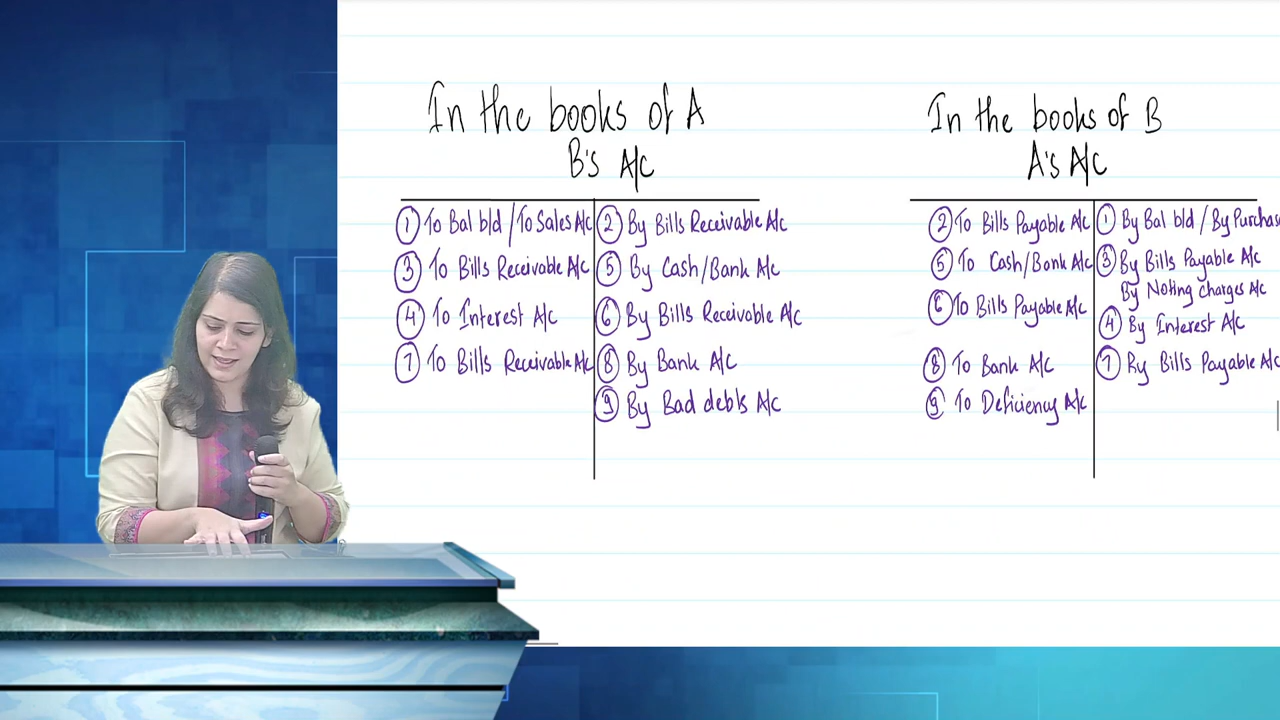 In the books of A
B's A/c
① To Bal b/d / To Sales A/c
③ To Bills Receivable A/c
④ To Interest A/c
⑦ To Bills Receivable A/c
② By Bills Receivable A/c
⑤ By Cash/Bank A/c
⑥ By Bills Receivable A/c
⑧ By Bank A/c
⑨ By Bad debts A/c
In the books of B
A's A/c
② To Bills Payable A/c
⑤ To Cash/Bank A/c
⑥ To Bills Payable A/c
⑧ To Bank A/c
⑨ To Deficiency A/c
① By Bal b/d / By Purchase
③ By Bills Payable A/c
By Noting charges A/c
④ By Interest A/c
⑦ By Bills Payable A/c